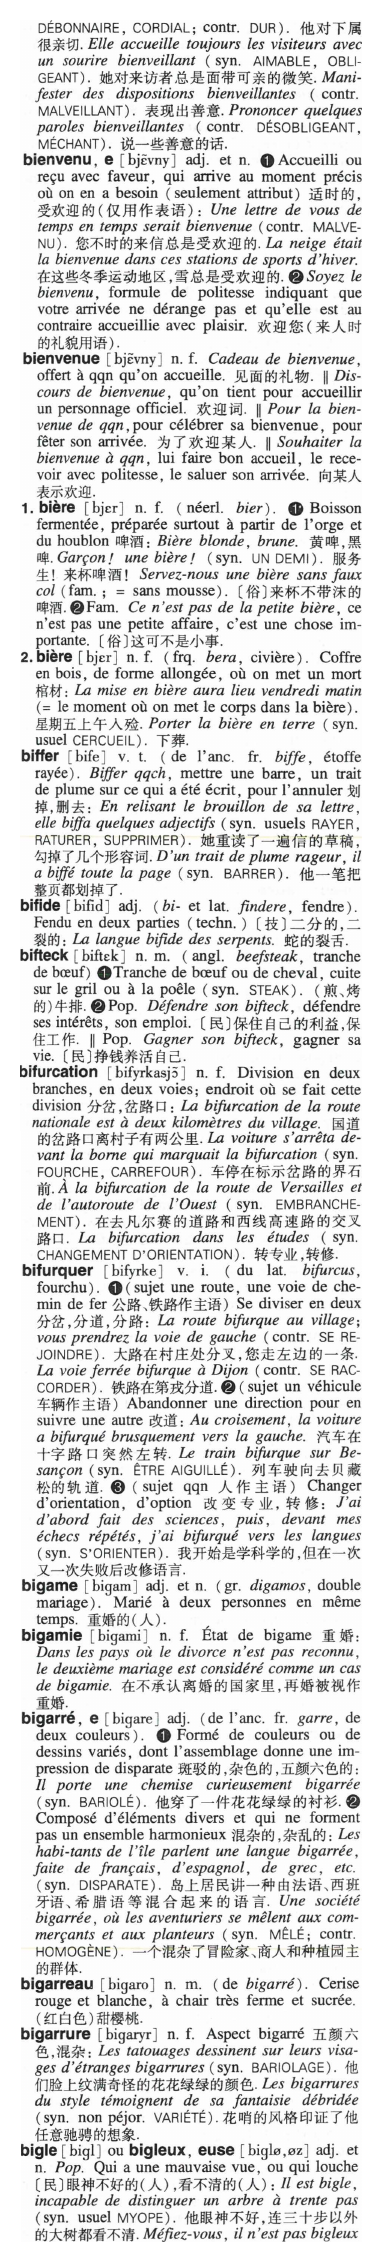 DÉBONNAIRE, CORDIAL; contr. DUR). 他对下属
很亲切. Elle accueille toujours les visiteurs avec
un sourire bienveillant (syn. AIMABLE, OBLI-
GEANT). 她对来访者总是面带可亲的微笑. Mani-
fester des dispositions bienveillantes (contr.
MALVEILLANT). 表现出善意. Prononcer quelques
paroles bienveillantes (contr. DÉSOBLIGEANT,
MÉCHANT). 说一些善意的话.
bienvenu, e [bjɛ̃vny] adj. et n. ❶ Accueilli ou
reçu avec faveur, qui arrive au moment précis
où on en a besoin (seulement attribut) 适时的,
受欢迎的(仅用作表语): Une lettre de vous de
temps en temps serait bienvenue (contr. MALVE-
NU). 您不时的来信总是受欢迎的. La neige était
la bienvenue dans ces stations de sports d'hiver.
在这些冬季运动地区,雪总是受欢迎的. ❷ Soyez le
bienvenu, formule de politesse indiquant que
votre arrivée ne dérange pas et qu'elle est au
contraire accueillie avec plaisir. 欢迎您(来人时
的礼貌用语).
bienvenue [bjɛ̃vny] n. f. Cadeau de bienvenue,
offert à qqn qu'on accueille. 见面的礼物. ‖ Dis-
cours de bienvenue, qu'on tient pour accueillir
un personnage officiel. 欢迎词. ‖ Pour la bien-
venue de qqn, pour célébrer sa bienvenue, pour
fêter son arrivée. 为了欢迎某人. ‖ Souhaiter la
bienvenue à qqn, lui faire bon accueil, le rece-
voir avec politesse, le saluer son arrivée. 向某人
表示欢迎.
1. bière [bjɛr] n. f. (néerl. bier). ❶ Boisson
fermentée, préparée surtout à partir de l'orge et
du houblon 啤酒: Bière blonde, brune. 黄啤,黑
啤. Garçon! une bière! (syn. UN DEMI). 服务
生! 来杯啤酒! Servez-nous une bière sans faux
col (fam.; = sans mousse). 〔俗〕来杯不带沫的
啤酒. ❷ Fam. Ce n'est pas de la petite bière, ce
n'est pas une petite affaire, c'est une chose im-
portante. 〔俗〕这可不是小事.
2. bière [bjɛr] n. f. (frq. bera, civière). Coffre
en bois, de forme allongée, où on met un mort
棺材: La mise en bière aura lieu vendredi matin
(= le moment où on met le corps dans la bière).
星期五上午入殓. Porter la bière en terre (syn.
usuel CERCUEIL). 下葬.
biffer [bife] v. t. (de l'anc. fr. biffe, étoffe
rayée). Biffer qqch, mettre une barre, un trait
de plume sur ce qui a été écrit, pour l'annuler 划
掉,删去: En relisant le brouillon de sa lettre,
elle biffa quelques adjectifs (syn. usuels RAYER,
RATURER, SUPPRIMER). 她重读了一遍信的草稿,
勾掉了几个形容词. D'un trait de plume rageur, il
a biffé toute la page (syn. BARRER). 他一笔把
整页都划掉了.
bifide [bifid] adj. (bi- et lat. findere, fendre).
Fendu en deux parties (techn.) 〔技〕二分的,二
裂的: La langue bifide des serpents. 蛇的裂舌.
bifteck [biftɛk] n. m. (angl. beefsteak, tranche
de bœuf) ❶ Tranche de bœuf ou de cheval, cuite
sur le gril ou à la poêle (syn. STEAK). (煎、烤
的)牛排. ❷ Pop. Défendre son bifteck, défendre
ses intérêts, son emploi. 〔民〕保住自己的利益,保
住工作. ‖ Pop. Gagner son bifteck, gagner sa
vie. 〔民〕挣钱养活自己.
bifurcation [bifyrkasjɔ̃] n. f. Division en deux
branches, en deux voies; endroit où se fait cette
division 分岔,岔路口: La bifurcation de la route
nationale est à deux kilomètres du village. 国道
的岔路口离村子有两公里. La voiture s'arrêta de-
vant la borne qui marquait la bifurcation (syn.
FOURCHE, CARREFOUR). 车停在标示岔路的界石
前. À la bifurcation de la route de Versailles et
de l'autoroute de l'Ouest (syn. EMBRANCHE-
MENT). 在去凡尔赛的道路和西线高速路的交叉
路口. La bifurcation dans les études (syn.
CHANGEMENT D'ORIENTATION). 转专业,转修.
bifurquer [bifyrke] v. i. (du lat. bifurcus,
fourchu). ❶ (sujet une route, une voie de che-
min de fer 公路、铁路作主语) Se diviser en deux
分岔,分道,分路: La route bifurque au village;
vous prendrez la voie de gauche (contr. SE RE-
JOINDRE). 大路在村庄处分叉,您走左边的一条.
La voie ferrée bifurque à Dijon (contr. SE RAC-
CORDER). 铁路在第戎分道. ❷ (sujet un véhicule
车辆作主语) Abandonner une direction pour en
suivre une autre 改道: Au croisement, la voiture
a bifurqué brusquement vers la gauche. 汽车在
十字路口突然左转. Le train bifurque sur Be-
sançon (syn. ÊTRE AIGUILLÉ). 列车驶向去贝藏
松的轨道. ❸ (sujet qqn 人作主语) Changer
d'orientation, d'option 改变专业,转修: J'ai
d'abord fait des sciences, puis, devant mes
échecs répétés, j'ai bifurqué vers les langues
(syn. S'ORIENTER). 我开始是学科学的,但在一次
又一次失败后改修语言.
bigame [bigam] adj. et n. (gr. digamos, double
mariage). Marié à deux personnes en même
temps. 重婚的(人).
bigamie [bigami] n. f. État de bigame 重婚:
Dans les pays où le divorce n'est pas reconnu,
le deuxième mariage est considéré comme un cas
de bigamie. 在不承认离婚的国家里,再婚被视作
重婚.
bigarré, e [bigare] adj. (de l'anc. fr. garre, de
deux couleurs). ❶ Formé de couleurs ou de
dessins variés, dont l'assemblage donne une im-
pression de disparate 斑驳的,杂色的,五颜六色的:
Il porte une chemise curieusement bigarrée
(syn. BARIOLÉ). 他穿了一件花花绿绿的衬衫. ❷
Composé d'éléments divers et qui ne forment
pas un ensemble harmonieux 混杂的,杂乱的: Les
habi-tants de l'île parlent une langue bigarrée,
faite de français, d'espagnol, de grec, etc.
(syn. DISPARATE). 岛上居民讲一种由法语、西班
牙语、希腊语等混合起来的语言. Une société
bigarrée, où les aventuriers se mêlent aux com-
merçants et aux planteurs (syn. MÊLÉ; contr.
HOMOGÈNE). 一个混杂了冒险家、商人和种植园主
的群体.
bigarreau [bigaro] n. m. (de bigarré). Cerise
rouge et blanche, à chair très ferme et sucrée.
(红白色)甜樱桃.
bigarrure [bigaryr] n. f. Aspect bigarré 五颜六
色,混杂: Les tatouages dessinent sur leurs visa-
ges d'étranges bigarrures (syn. BARIOLAGE). 他
们脸上纹满奇怪的花花绿绿的颜色. Les bigarrures
du style témoignent de sa fantaisie débridée
(syn. non péjor. VARIÉTÉ). 花哨的风格印证了他
任意驰骋的想象.
bigle [bigl] ou bigleux, euse [biglø,øz] adj. et
n. Pop. Qui a une mauvaise vue, ou qui louche
〔民〕眼神不好的(人),看不清的(人): Il est bigle,
incapable de distinguer un arbre à trente pas
(syn. usuel MYOPE). 他眼神不好,连三十步以外
的大树都看不清. Méfiez-vous, il n'est pas bigleux